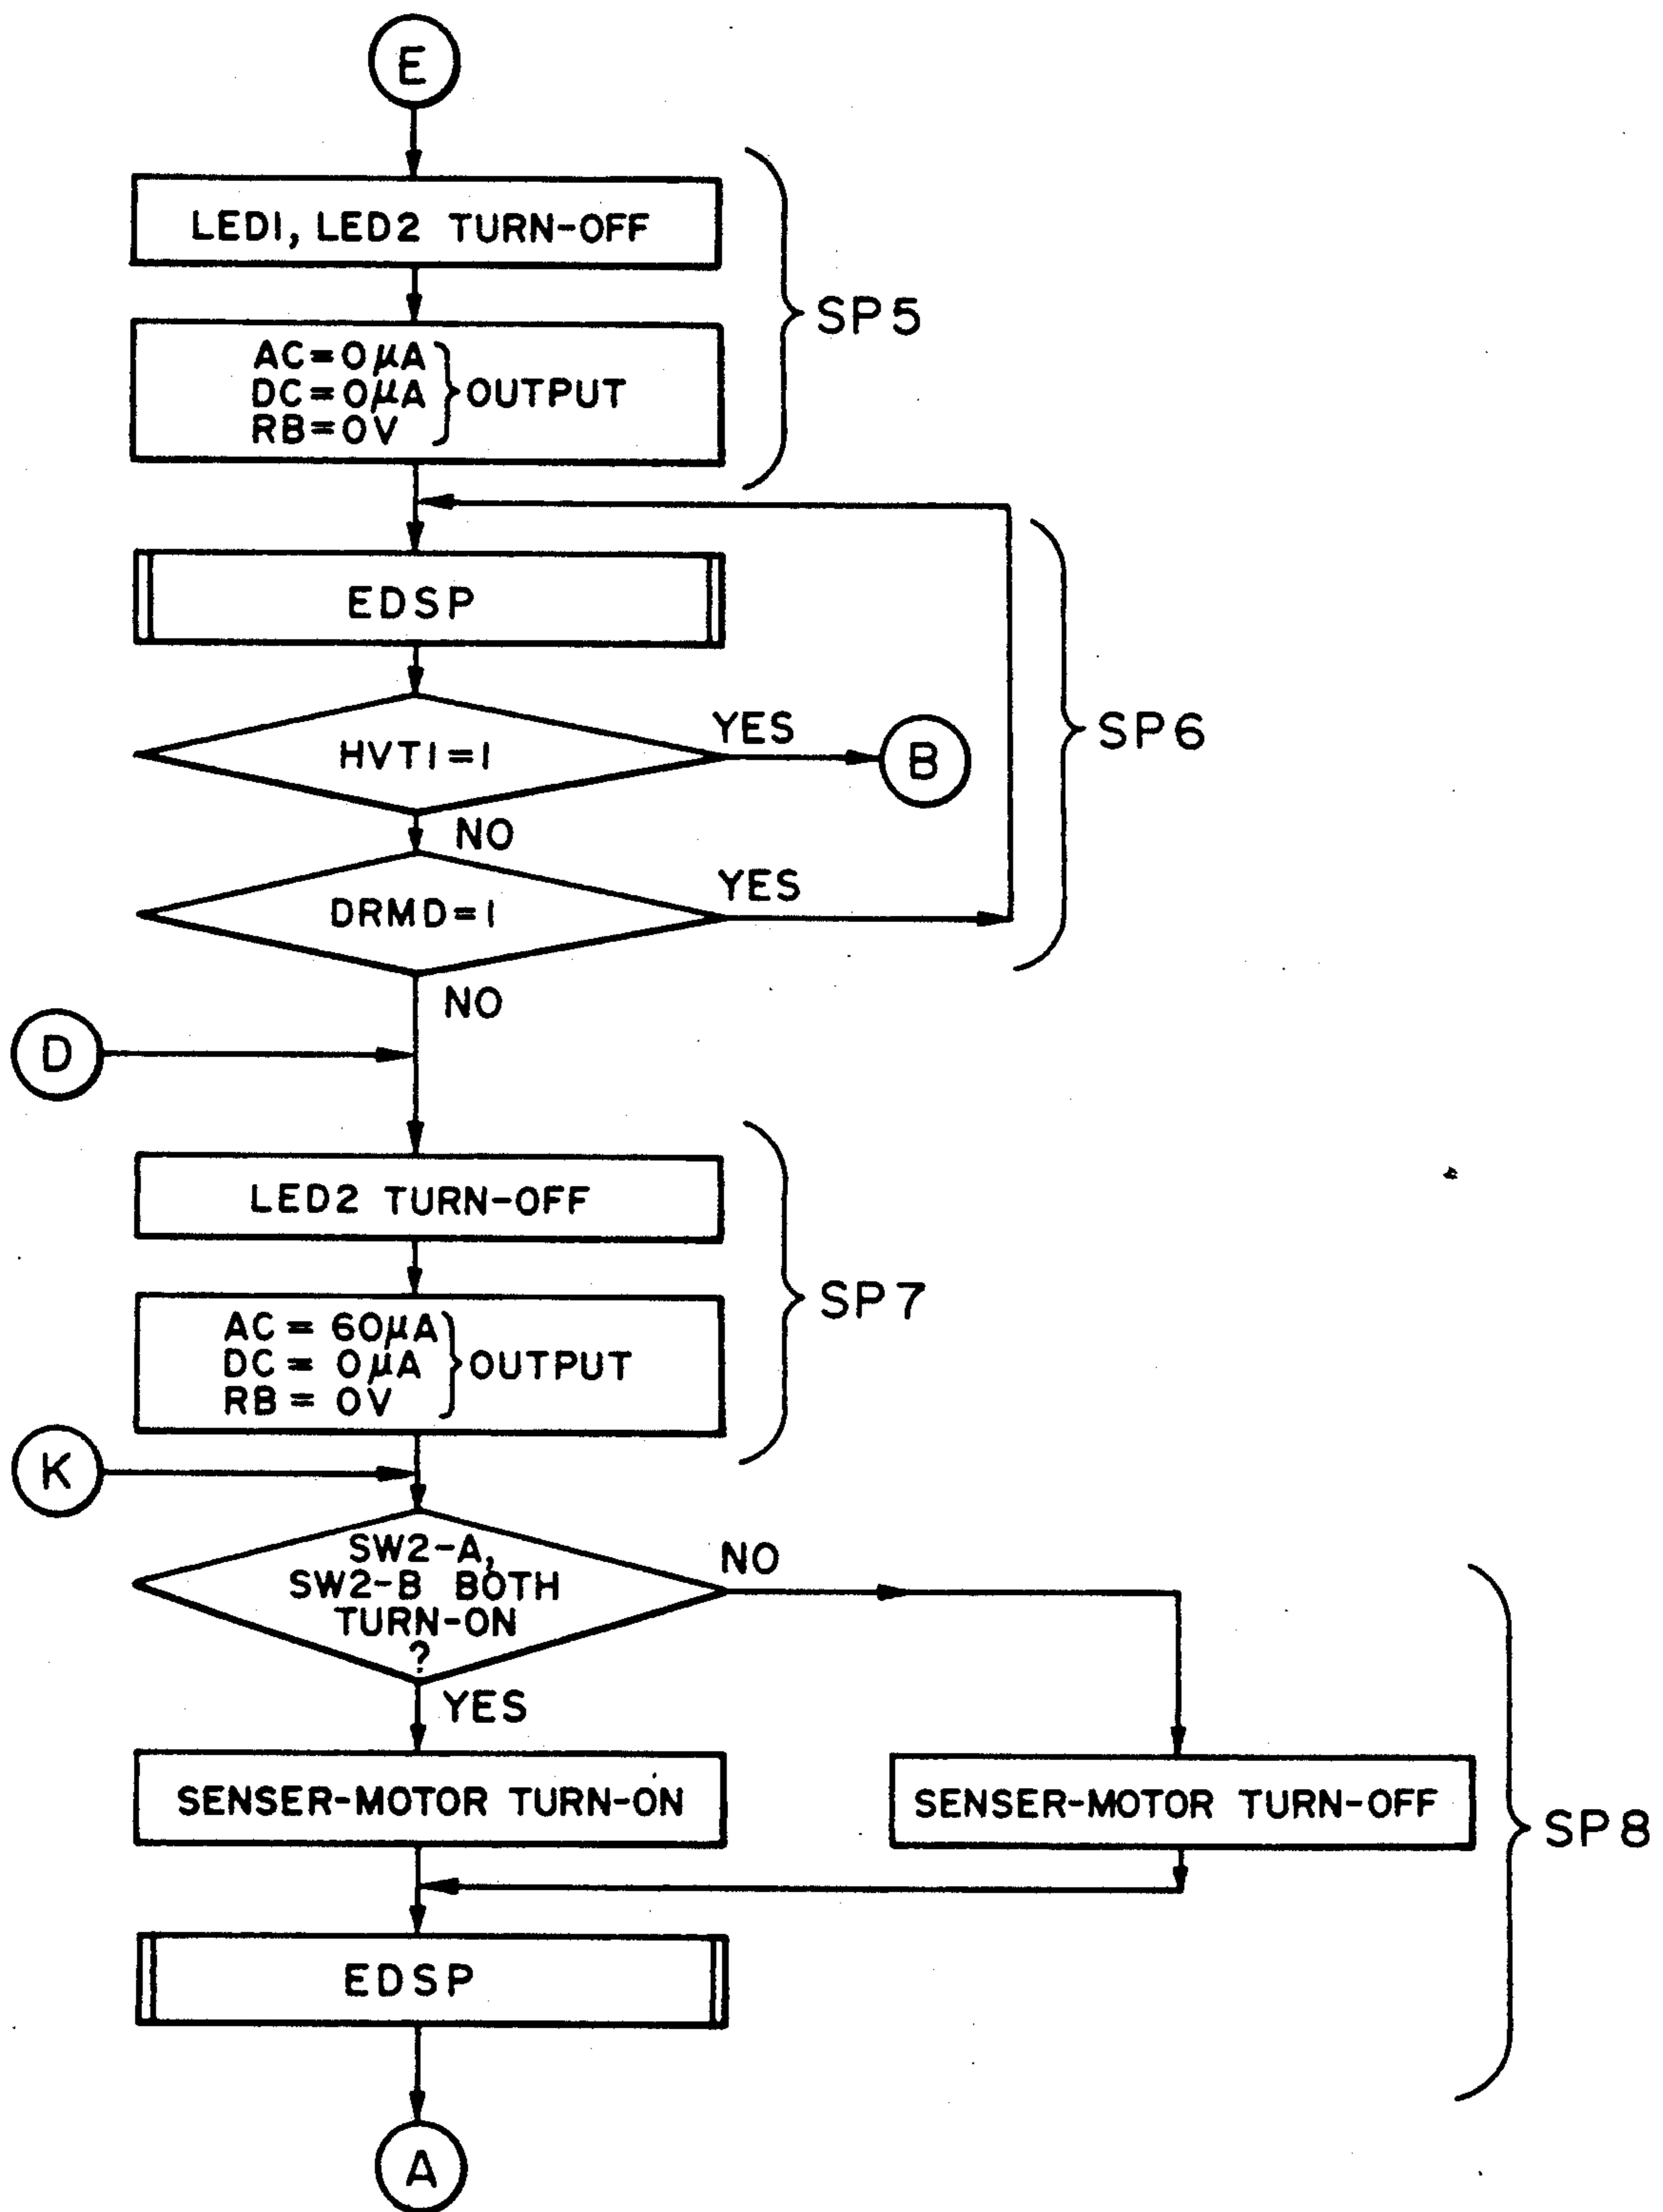 E
LED1, LED2 TURN-OFF
AC=0μA
DC=0μA
RB=0V
OUTPUT
SP5
EDSP
HVT1=1
YES
B
NO
DRMD=1
YES
SP6
NO
D
LED2 TURN-OFF
AC = 60μA
DC = 0μA
RB = 0V
OUTPUT
SP7
K
SW2-A,
SW2-B BOTH
TURN-ON
?
NO
YES
SENSER-MOTOR TURN-ON
SENSER-MOTOR TURN-OFF
SP8
EDSP
A